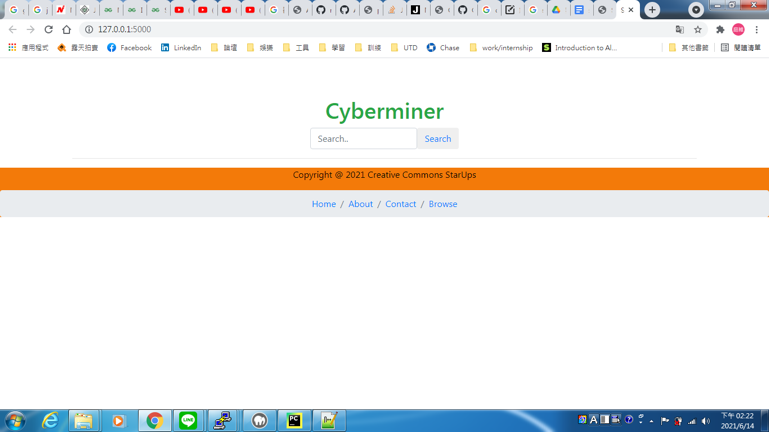 127.0.0.1:5000
應用程式 露天拍賣 Facebook LinkedIn 論壇 娛樂 工具 學習 訓練 UTD Chase work/internship Introduction to Al... 其他書籤 閱讀清單
Cyberminer
Search.. Search
Copyright @ 2021 Creative Commons StarUps
Home / About / Contact / Browse
下午 02:22
2021/6/14